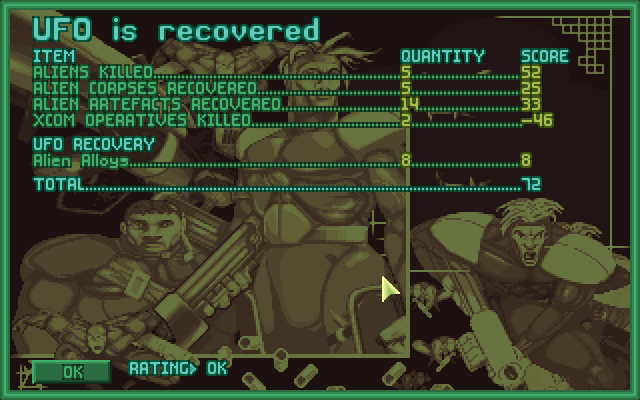 UFO is recovered
ITEM QUANTITY SCORE
ALIENS KILLED 5 52
ALIEN CORPSES RECOVERED 5 25
ALIEN ARTEFACTS RECOVERED 14 33
XCOM OPERATIVES KILLED 2 -46
UFO RECOVERY
Alien Alloys 8 8
TOTAL 72
OK RATING> OK